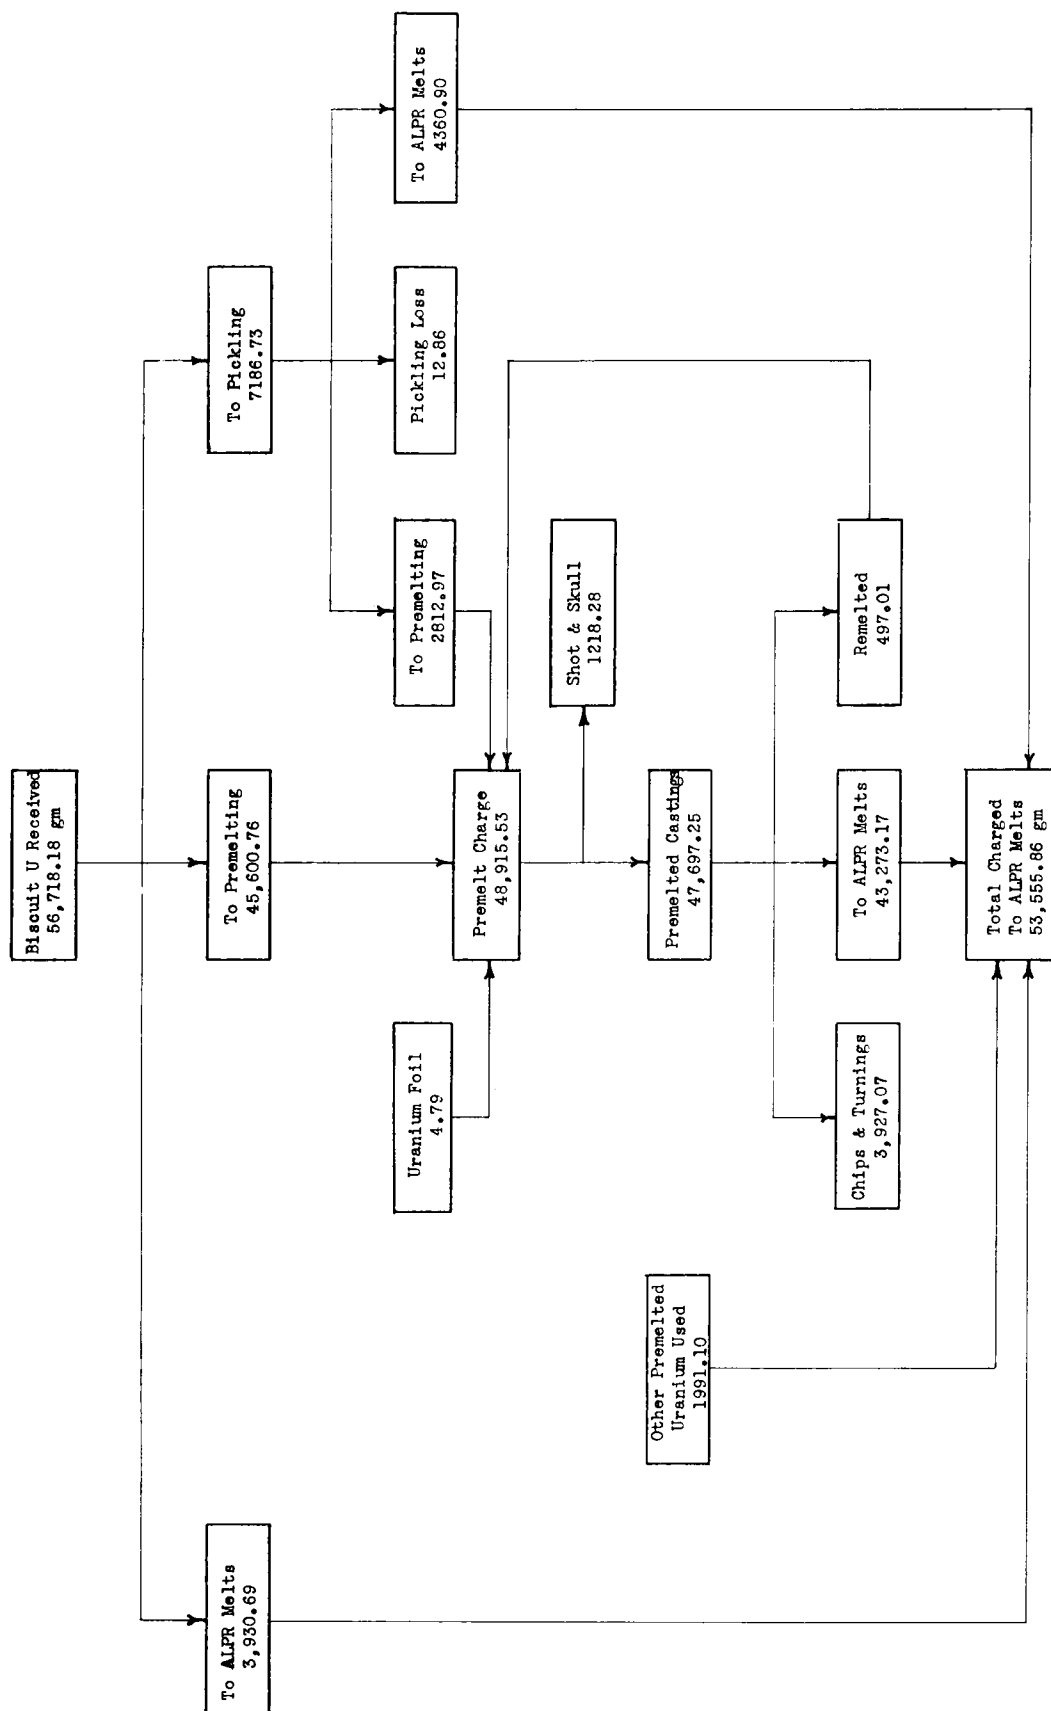 Biscuit U Received
56,718.18 gm
To ALPR Melts
3,930.69
To Premelting
45,600.76
To Pickling
7186.73
Uranium Foil
4.79
To Premelting
2812.97
Pickling Loss
12.86
To ALPR Melts
4360.90
Premelt Charge
48,915.53
Shot & Skull
1218.28
Other Premelted
Uranium Used
1991.10
Premelted Castings
47,697.25
Chips & Turnings
3,927.07
To ALPR Melts
43,273.17
Remelted
497.01
Total Charged
To ALPR Melts
53,555.86 gm